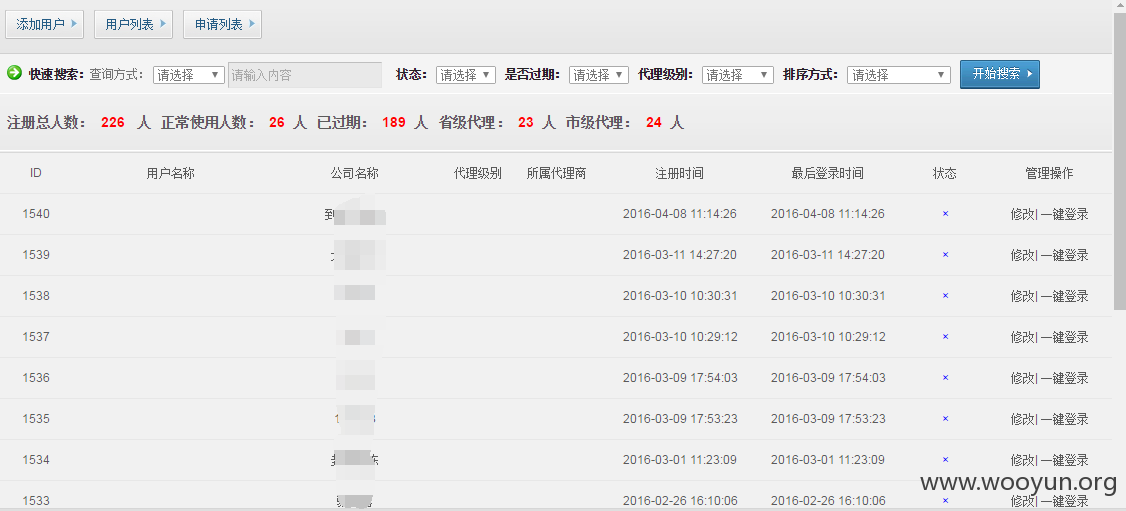 添加用户 用户列表 申请列表
快速搜索: 查询方式: 请选择 请输入内容 状态: 请选择 是否过期: 请选择 代理级别: 请选择 排序方式: 请选择 开始搜索
注册总人数: 226 人 正常使用人数: 26 人 已过期: 189 人 省级代理: 23 人 市级代理: 24 人
ID 用户名称 公司名称 代理级别 所属代理商 注册时间 最后登录时间 状态 管理操作
1540 到 2016-04-08 11:14:26 2016-04-08 11:14:26 × 修改| 一键登录
1539 2016-03-11 14:27:20 2016-03-11 14:27:20 × 修改| 一键登录
1538 2016-03-10 10:30:31 2016-03-10 10:30:31 × 修改| 一键登录
1537 2016-03-10 10:29:12 2016-03-10 10:29:12 × 修改| 一键登录
1536 2016-03-09 17:54:03 2016-03-09 17:54:03 × 修改| 一键登录
1535 2016-03-09 17:53:23 2016-03-09 17:53:23 × 修改| 一键登录
1534 2016-03-01 11:23:09 2016-03-01 11:23:09 × 修改| 一键登录
www.wooyun.org
1533 2016-02-26 16:10:06 2016-02-26 16:10:06 × 修改| 一键登录